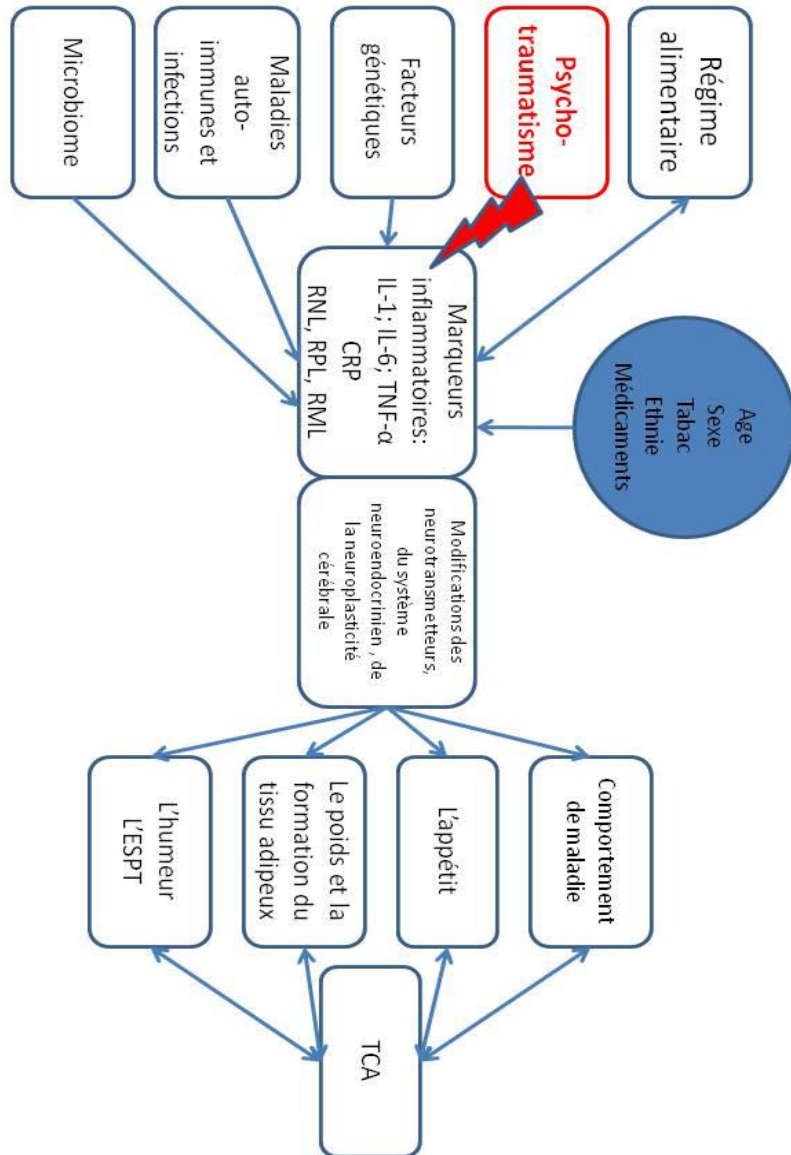 Microbiome
Maladies
auto-
immunes et
infections
Facteurs
génétiques
Psycho-
traumatisme
Régime
alimentaire
Marqueurs
inflammatoires:
IL-1; IL-6; TNF-α
CRP
RNL, RPL, RML
Age
Sexe
Tabac
Ethnie
Médicaments
Modifications des
neurotransmetteurs,
du système
neuroendocrinien , de
la neuroplasticité
cérébrale
L’humeur
L’ESPT
Le poids et la
formation du
tissu adipeux
L’appétit
Comportement
de maladie
TCA